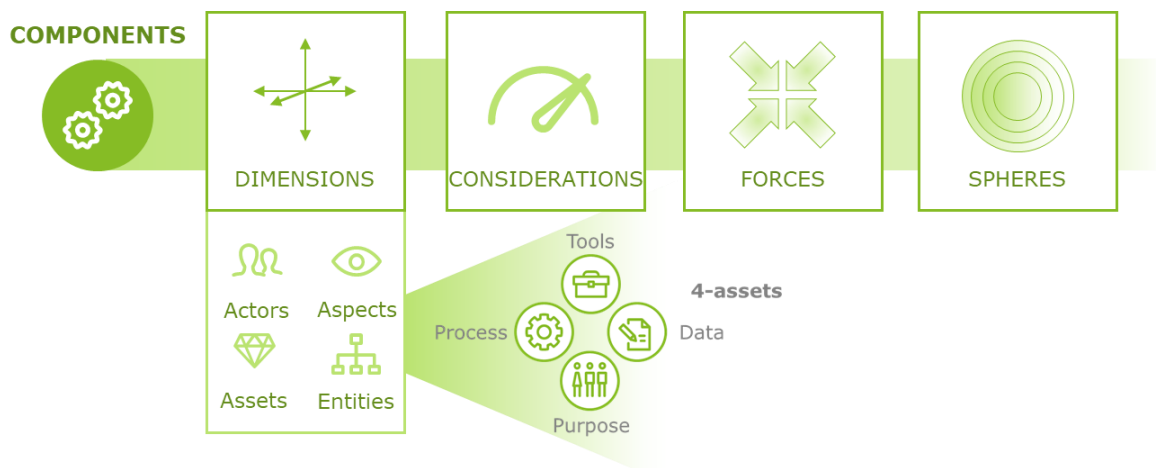 COMPONENTS
DIMENSIONS
CONSIDERATIONS
FORCES
SPHERES
Actors
Aspects
Assets
Entities
Tools
4-assets
Process
Data
Purpose